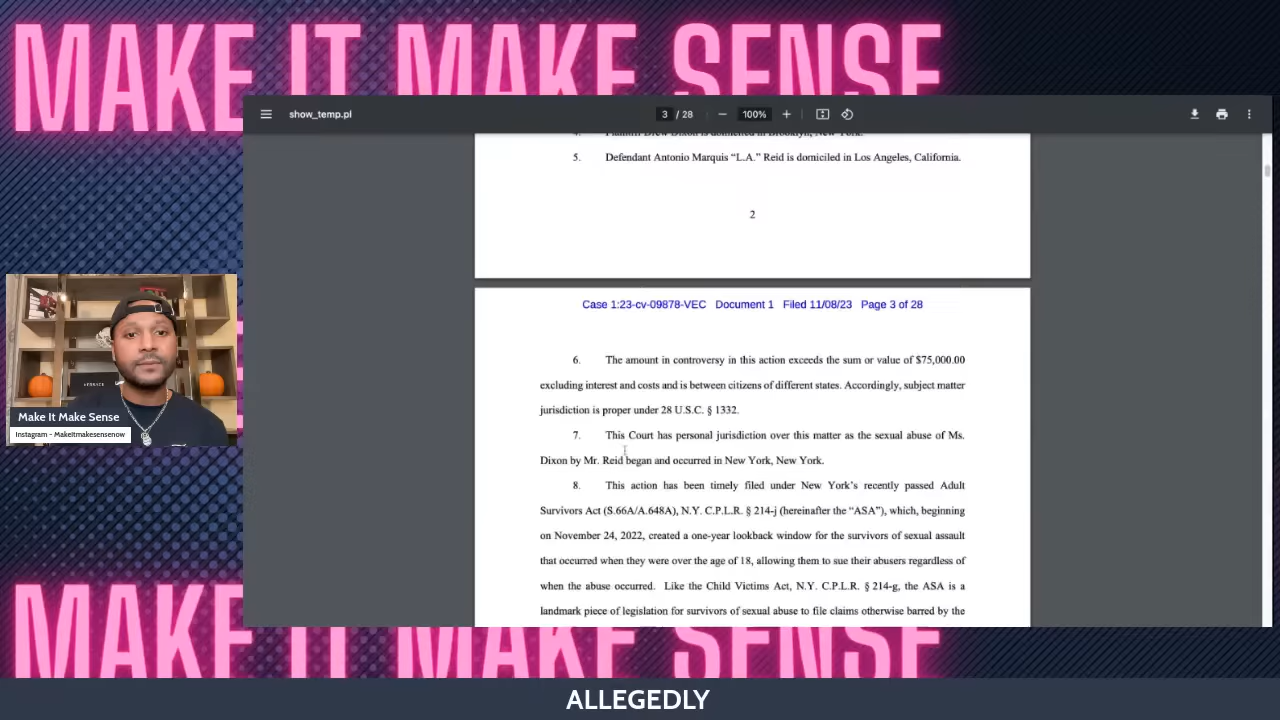 MAKE IT MAKE SENSE
show_temp.pl
3 / 28
100%
Plaintiff Drew Dixon is domiciled in Brooklyn, New York.
5. Defendant Antonio Marquis “L.A.” Reid is domiciled in Los Angeles, California.
2
Case 1:23-cv-09878-VEC Document 1 Filed 11/08/23 Page 3 of 28
6. The amount in controversy in this action exceeds the sum or value of $75,000.00
excluding interest and costs and is between citizens of different states. Accordingly, subject matter
jurisdiction is proper under 28 U.S.C. § 1332.
7. This Court has personal jurisdiction over this matter as the sexual abuse of Ms.
Dixon by Mr. Reid began and occurred in New York, New York.
8. This action has been timely filed under New York’s recently passed Adult
Survivors Act (S.66A/A.648A), N.Y. C.P.L.R. § 214-j (hereinafter the “ASA”), which, beginning
on November 24, 2022, created a one-year lookback window for the survivors of sexual assault
that occurred when they were over the age of 18, allowing them to sue their abusers regardless of
when the abuse occurred. Like the Child Victims Act, N.Y. C.P.L.R. § 214-g, the ASA is a
landmark piece of legislation for survivors of sexual abuse to file claims otherwise barred by the
Make It Make Sense
Instagram - MakeItmakesensenow
MAKE IT MAKE SENSE
ALLEGEDLY